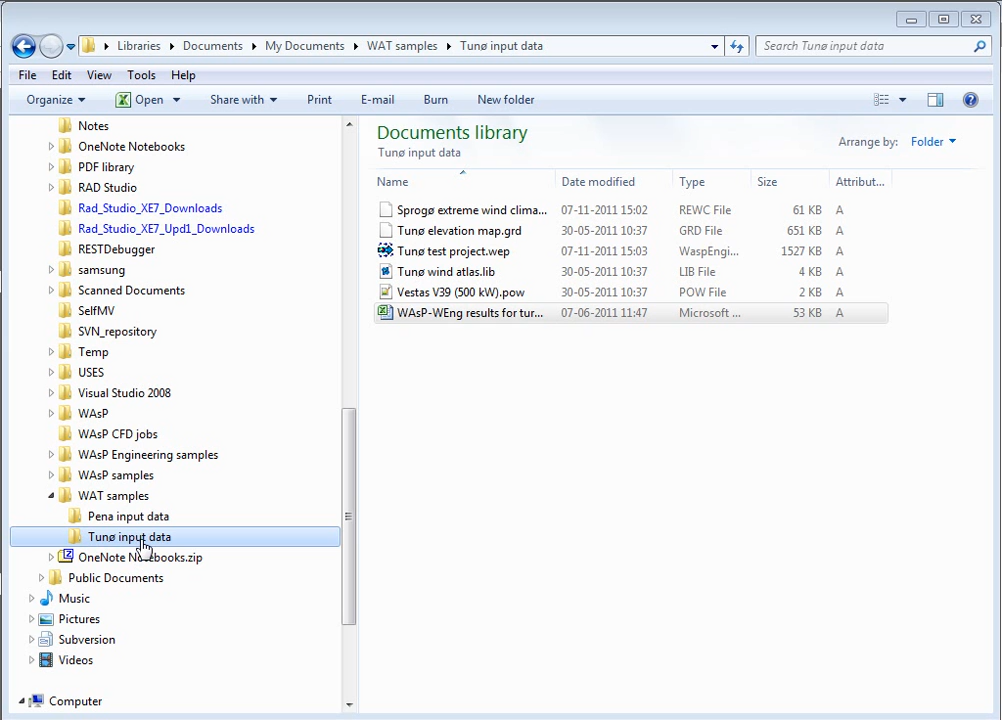 Libraries Documents My Documents WAT samples Tunø input data Search Tunø input data
File Edit View Tools Help
Organize Open Share with Print E-mail Burn New folder
Notes
OneNote Notebooks
PDF library
RAD Studio
Rad_Studio_XE7_Downloads
Rad_Studio_XE7_Upd1_Downloads
RESTDebugger
samsung
Scanned Documents
SelfMV
SVN_repository
Temp
USES
Visual Studio 2008
WAsP
WAsP CFD jobs
WAsP Engineering samples
WAsP samples
WAT samples
Pena input data
Tunø input data
OneNote Notebooks.zip
Public Documents
Music
Pictures
Subversion
Videos
Computer
Documents library
Tunø input data
Arrange by: Folder
Name Date modified Type Size Attribut...
Sprogø extreme wind clima... 07-11-2011 15:02 REWC File 61 KB A
Tunø elevation map.grd 30-05-2011 10:37 GRD File 651 KB A
Tunø test project.wep 07-11-2011 15:03 WaspEngi... 1527 KB A
Tunø wind atlas.lib 30-05-2011 10:37 LIB File 4 KB A
Vestas V39 (500 kW).pow 30-05-2011 10:37 POW File 2 KB A
WAsP-WEng results for tur... 07-06-2011 11:47 Microsoft ... 53 KB A